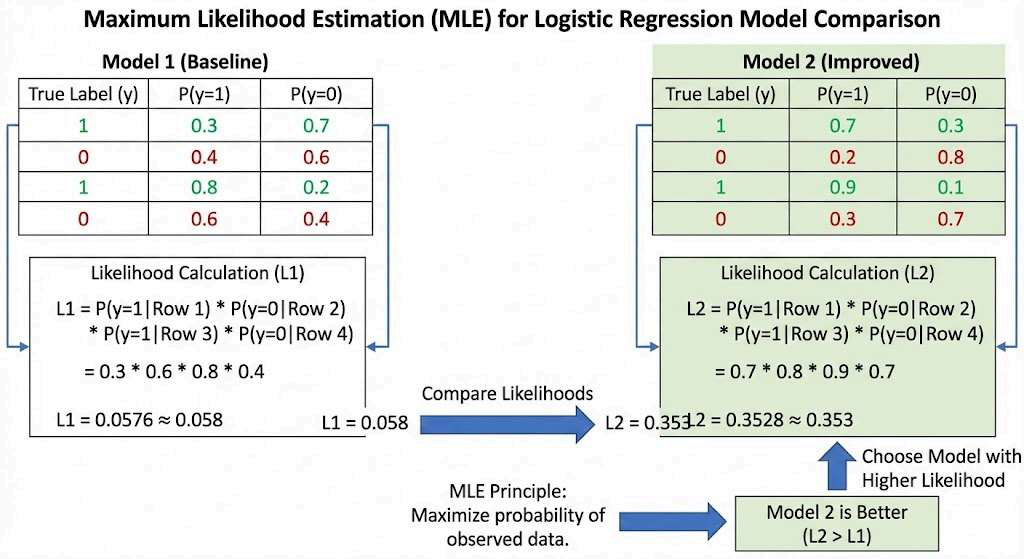 Maximum Likelihood Estimation (MLE) for Logistic Regression Model Comparison
Model 1 (Baseline)
True Label (y) P(y=1) P(y=0)
1 0.3 0.7
0 0.4 0.6
1 0.8 0.2
0 0.6 0.4
Likelihood Calculation (L1)
L1 = P(y=1|Row 1) * P(y=0|Row 2)
* P(y=1|Row 3) * P(y=0|Row 4)
= 0.3 * 0.6 * 0.8 * 0.4
L1 = 0.0576 ≈ 0.058
L1 = 0.058
Compare Likelihoods
L2 = 0.353
Model 2 (Improved)
True Label (y) P(y=1) P(y=0)
1 0.7 0.3
0 0.2 0.8
1 0.9 0.1
0 0.3 0.7
Likelihood Calculation (L2)
L2 = P(y=1|Row 1) * P(y=0|Row 2)
* P(y=1|Row 3) * P(y=0|Row 4)
= 0.7 * 0.8 * 0.9 * 0.7
L2 = 0.3528 ≈ 0.353
Choose Model with
Higher Likelihood
MLE Principle:
Maximize probability of
observed data.
Model 2 is Better
(L2 > L1)